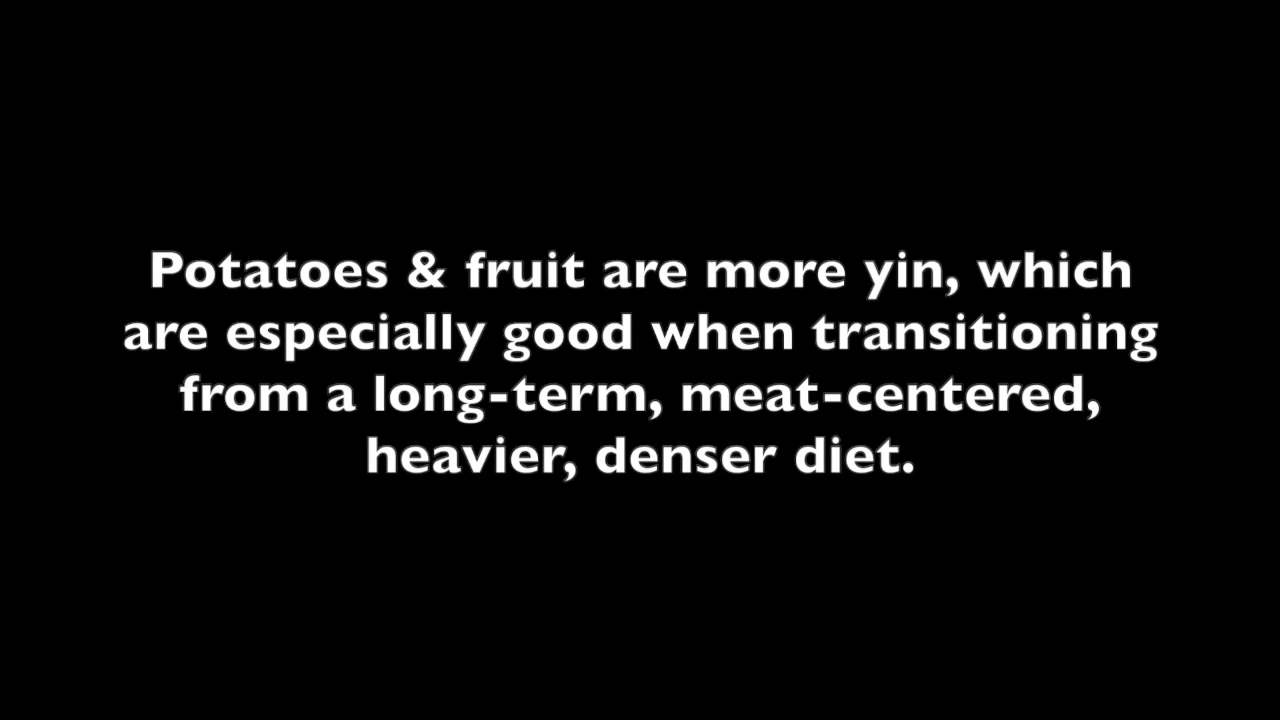 Potatoes & fruit are more yin, which
are especially good when transitioning
from a long-term, meat-centered,
heavier, denser diet.